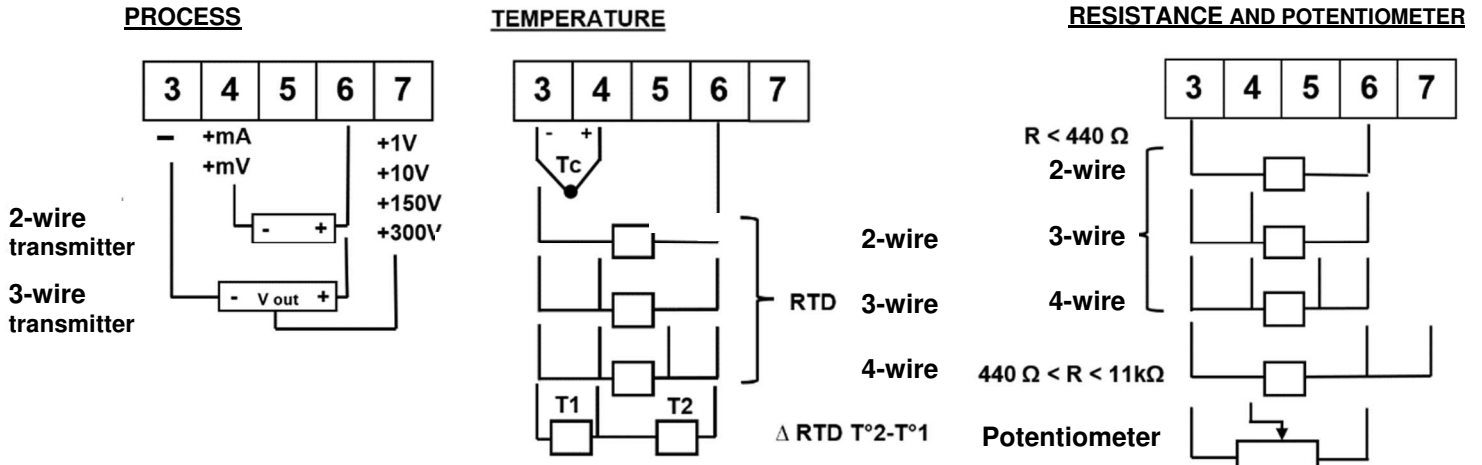 PROCESS
3 4 5 6 7
− +mA +1V
+mV +10V
+150V
+300V
2-wire
transmitter
- +
3-wire
transmitter
- V out +
TEMPERATURE
3 4 5 6 7
- +
Tc
2-wire
RTD 3-wire
4-wire
T1 T2
Δ RTD T°2-T°1
RESISTANCE AND POTENTIOMETER
3 4 5 6 7
R < 440 Ω
2-wire
3-wire
4-wire
440 Ω < R < 11kΩ
Potentiometer